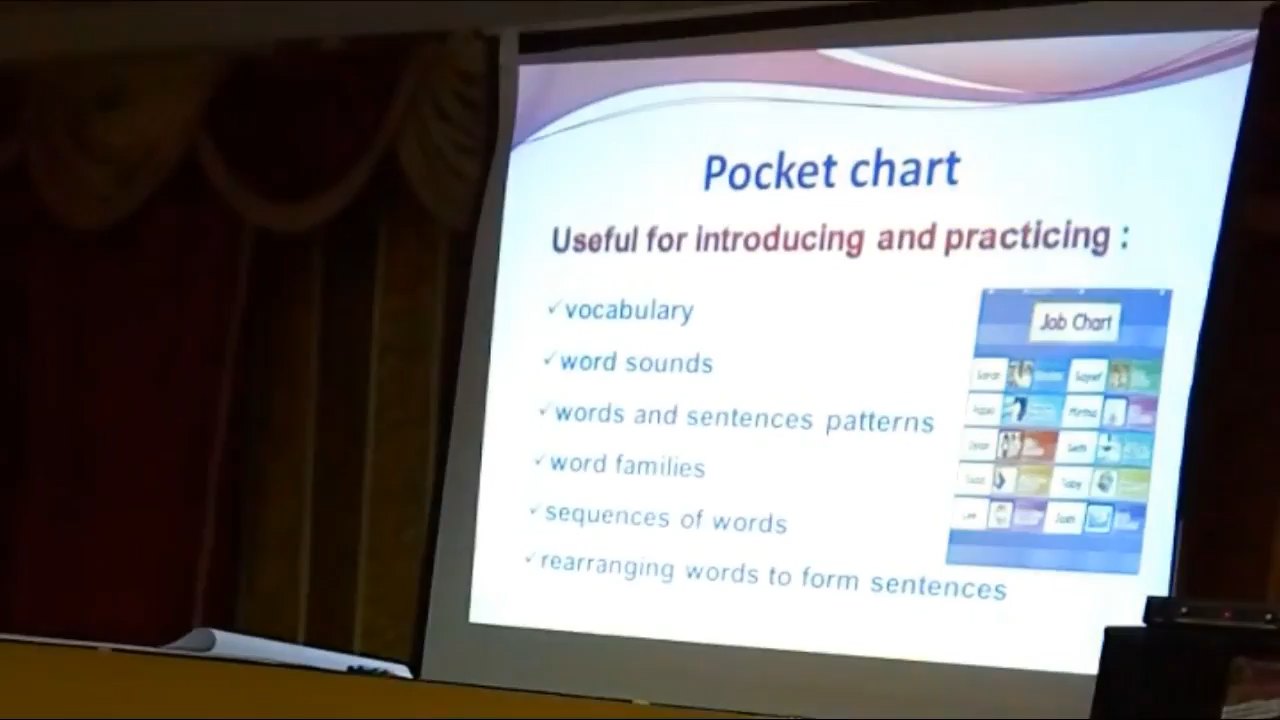 Pocket chart
Useful for introducing and practicing :
✓vocabulary
✓word sounds
✓words and sentences patterns
✓word families
✓sequences of words
✓rearranging words to form sentences
Job Chart
Sarah